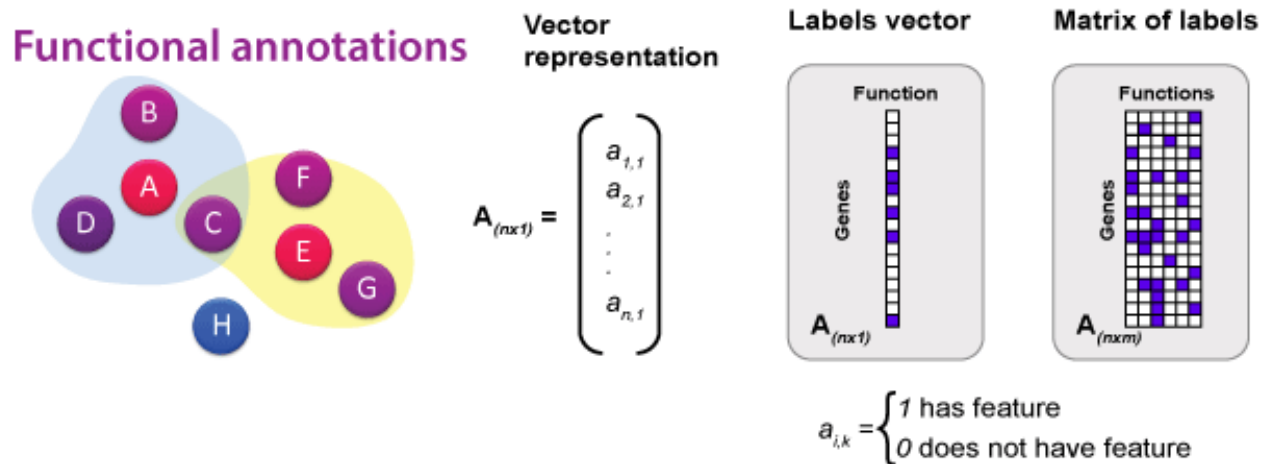 Functional annotations
B
A
D
C
F
E
G
H
Vector
representation
A(nx1) =
a1,1
a2,1
.
.
.
an,1
Labels vector
Function
Genes
A(nx1)
Matrix of labels
Functions
Genes
A(nxm)
ai,k = { 1 has feature
0 does not have feature